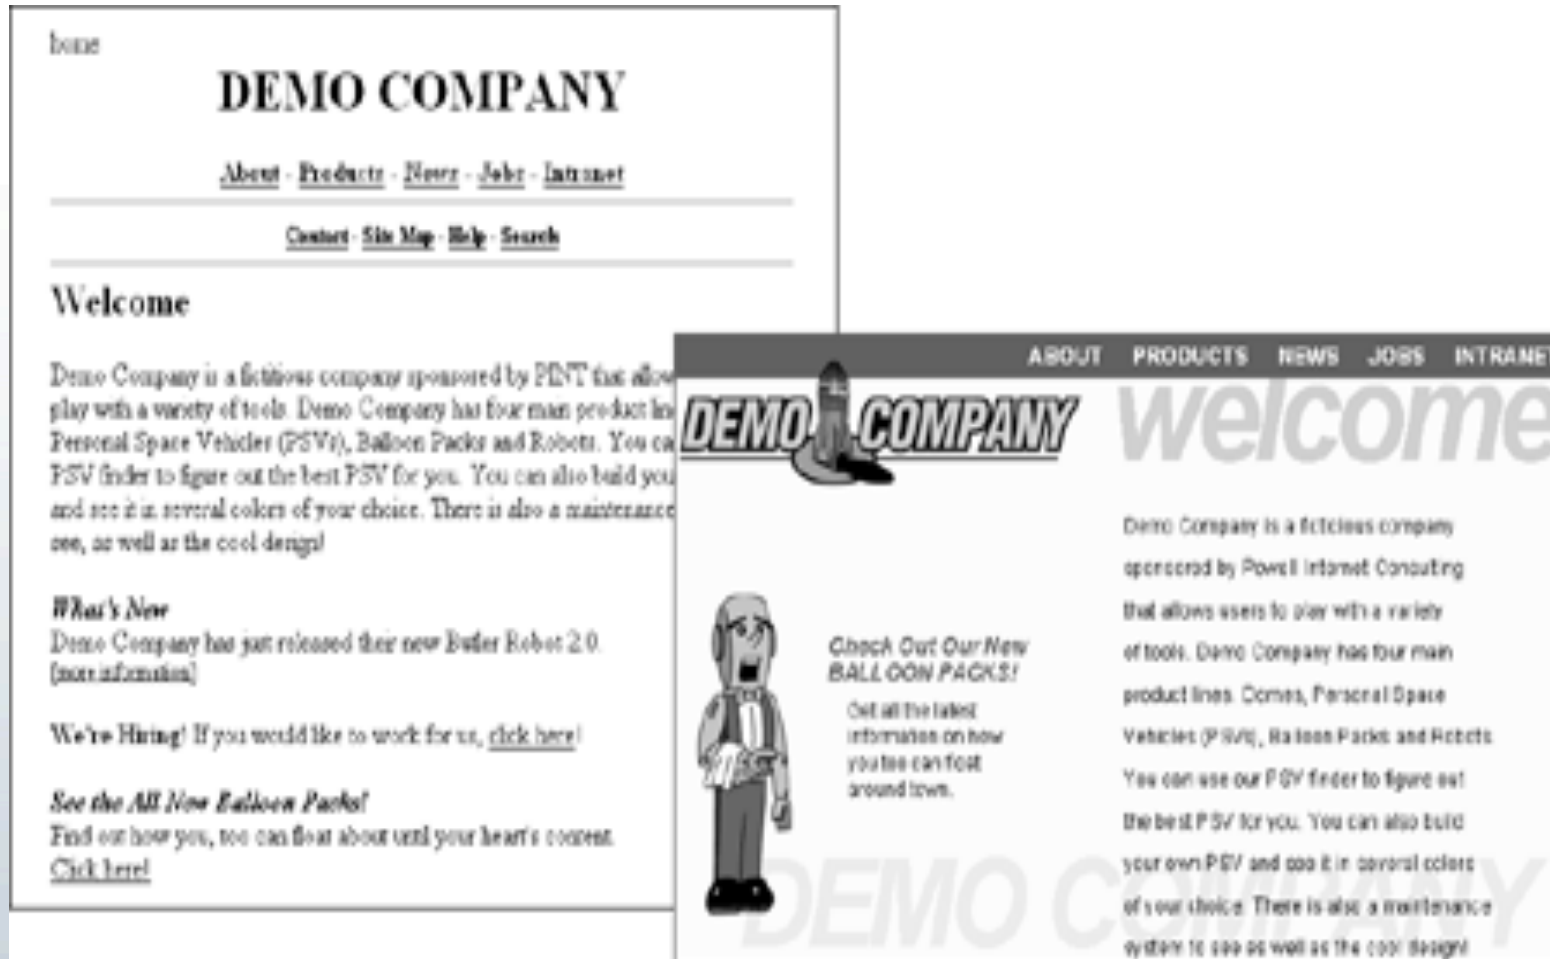 home
DEMO COMPANY
About - Products - News - Jobs - Intranet
Contact - Site Map - Help - Search
Welcome
Demo Company is a fictitious company sponsored by PINT that allow
play with a variety of tools. Demo Company has four main product lin
Personal Space Vehicles (PSVs), Balloon Packs and Robots. You ca
PSV finder to figure out the best PSV for you. You can also build you
and see it in several colors of your choice. There is also a maintenance
see, as well as the cool design!
What's New
Demo Company has just released their new Butler Robot 2.0.
[more information]
We're Hiring! If you would like to work for us, click here!
See the All New Balloon Packs!
Find out how you, too can float about until your heart's content.
Click here!
ABOUT PRODUCTS NEWS JOBS INTRANET
DEMO COMPANY
welcome
Check Out Our New
BALLOON PACKS!
Get all the latest
information on how
you too can float
around town.
Demo Company is a ficticious company
sponsored by Powell Internet Consulting
that allows users to play with a variety
of tools. Demo Company has four main
product lines. Domes, Personal Space
Vehicles (PSVs), Balloon Packs and Robots.
You can use our PSV finder to figure out
the best PSV for you. You can also build
your own PSV and see it in several colors
of your choice. There is also a maintenance
system to see as well as the cool design!
DEMO COMPANY